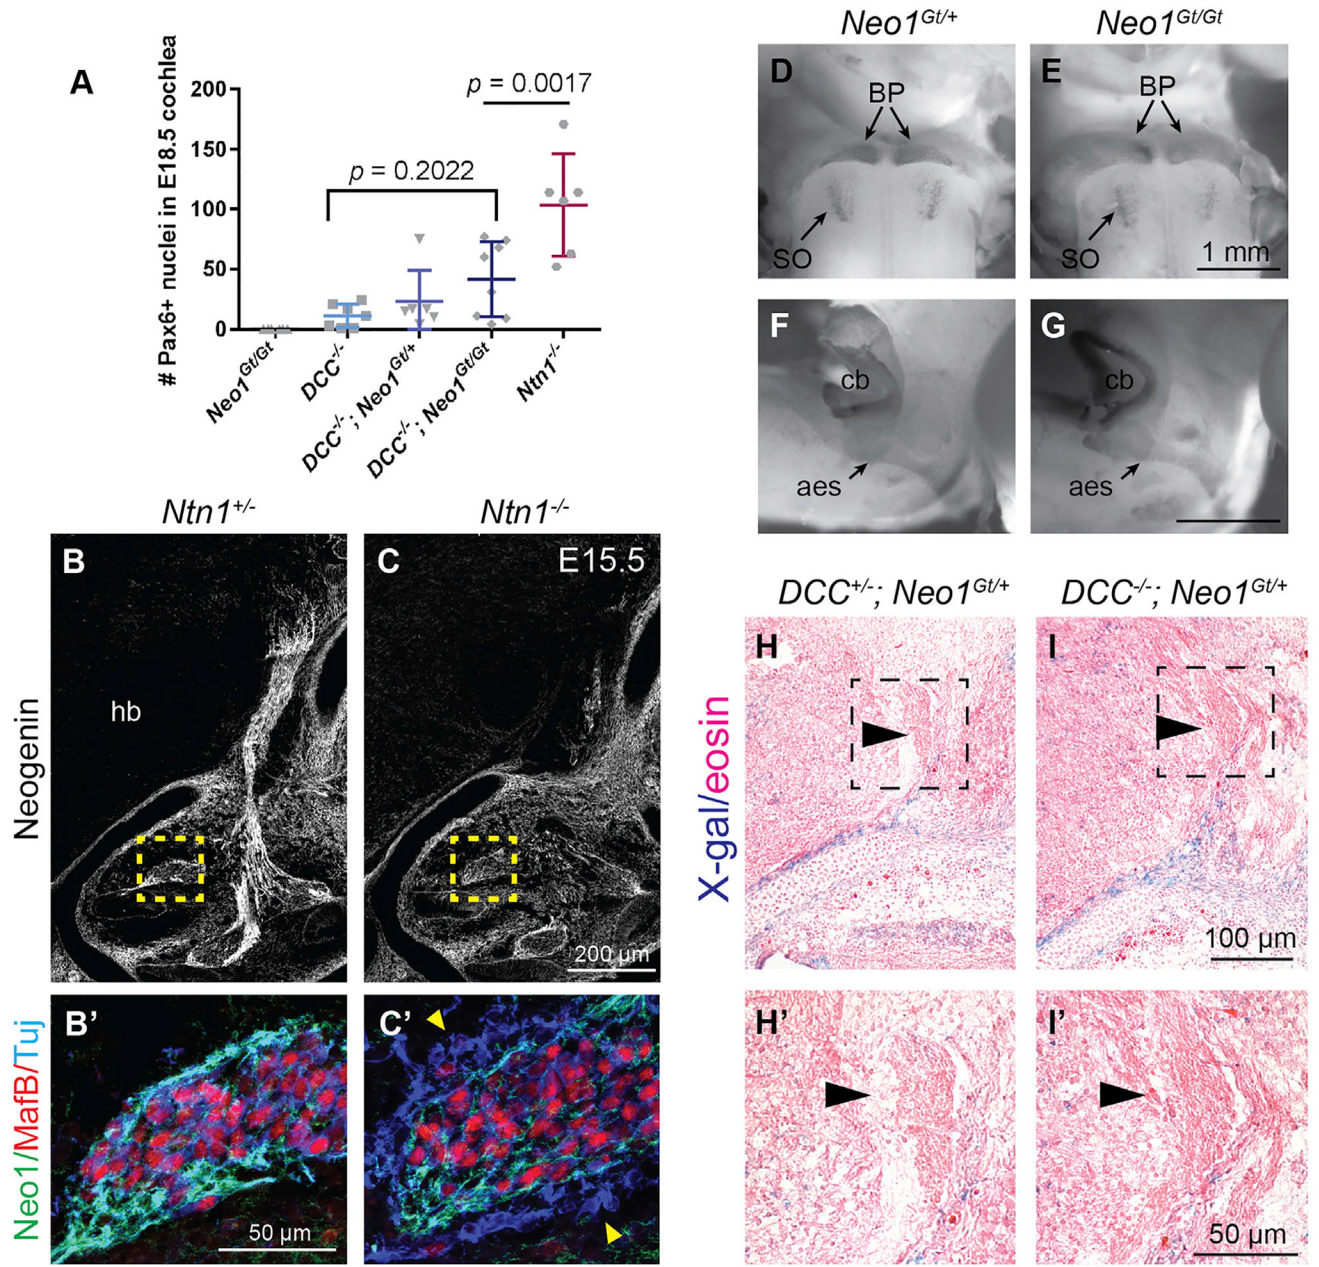 A
# Pax6+ nuclei in E18.5 cochlea
200
150
100
50
0
p = 0.2022
p = 0.0017
Neo1Gt/Gt
DCC-/-
DCC-/-; Neo1Gt/+
DCC-/-; Neo1Gt/Gt
Ntn1-/-
Neo1Gt/+
Neo1Gt/Gt
D
BP
SO
E
BP
SO
1 mm
F
cb
aes
G
cb
aes
Ntn1+/-
Ntn1-/-
Neogenin
B
hb
C
E15.5
200 µm
Neo1/MafB/Tuj
B’
50 µm
C’
DCC+/-; Neo1Gt/+
DCC-/-; Neo1Gt/+
X-gal/eosin
H
I
100 µm
H’
I’
50 µm